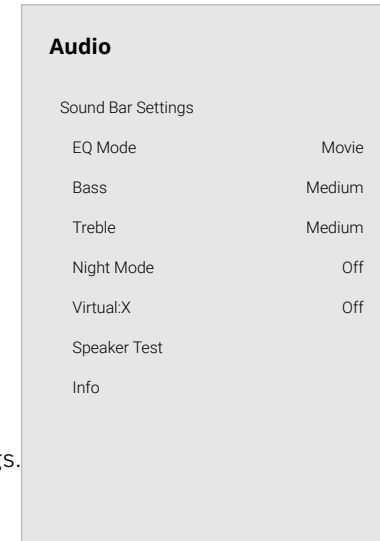 Audio
Sound Bar Settings
EQ Mode Movie
Bass Medium
Treble Medium
Night Mode Off
Virtual:X Off
Speaker Test
Info